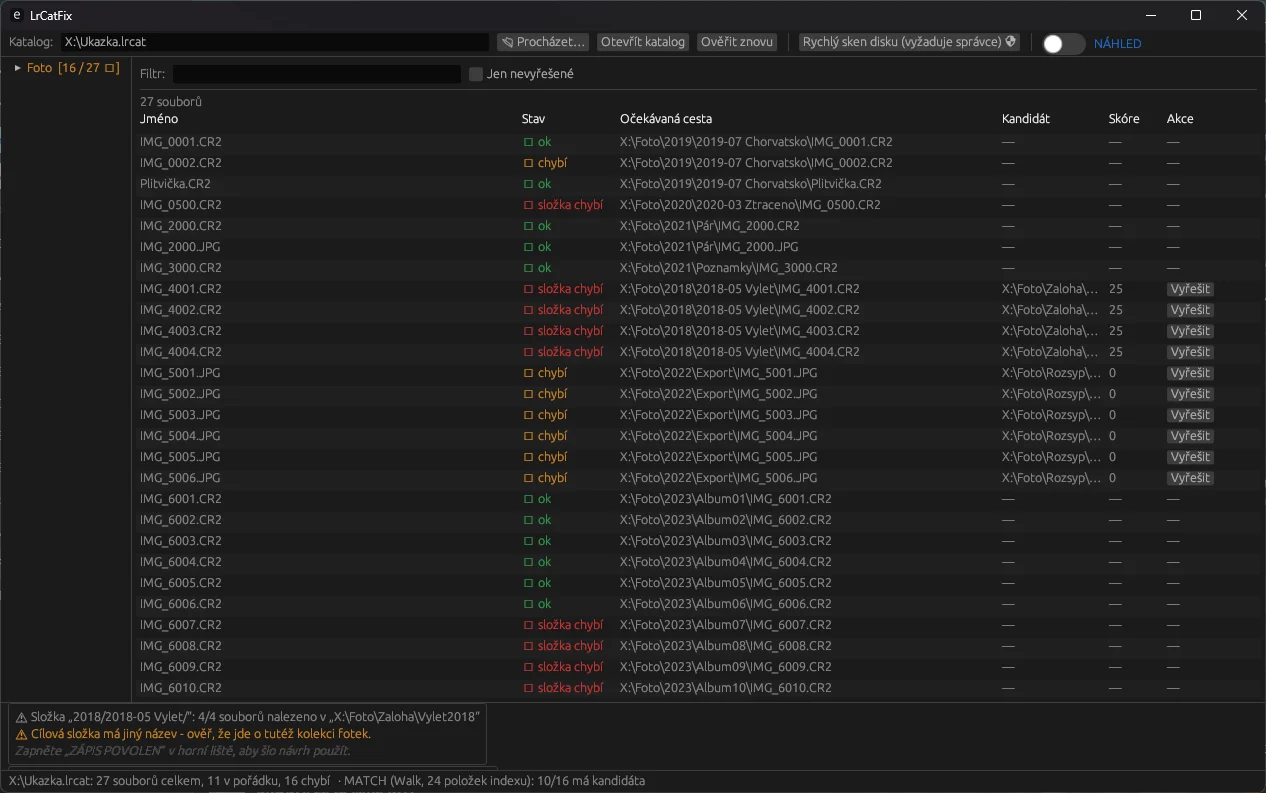 LrCatFix
Katalog: X:\Ukazka.lrcat Procházet… Otevřít katalog Ověřit znovu Rychlý sken disku (vyžaduje správce) NÁHLED
Foto [16 / 27 □]
Filtr: Jen nevyřešené
27 souborů
Jméno Stav Očekávaná cesta Kandidát Skóre Akce
IMG_0001.CR2 □ ok X:\Foto\2019\2019-07 Chorvatsko\IMG_0001.CR2 — — —
IMG_0002.CR2 □ chybí X:\Foto\2019\2019-07 Chorvatsko\IMG_0002.CR2 — — —
Plitvička.CR2 □ ok X:\Foto\2019\2019-07 Chorvatsko\Plitvička.CR2 — — —
IMG_0500.CR2 □ složka chybí X:\Foto\2020\2020-03 Ztraceno\IMG_0500.CR2 — — —
IMG_2000.CR2 □ ok X:\Foto\2021\Pár\IMG_2000.CR2 — — —
IMG_2000.JPG □ ok X:\Foto\2021\Pár\IMG_2000.JPG — — —
IMG_3000.CR2 □ ok X:\Foto\2021\Poznamky\IMG_3000.CR2 — — —
IMG_4001.CR2 □ složka chybí X:\Foto\2018\2018-05 Vylet\IMG_4001.CR2 X:\Foto\Zaloha\… 25 Vyřešit
IMG_4002.CR2 □ složka chybí X:\Foto\2018\2018-05 Vylet\IMG_4002.CR2 X:\Foto\Zaloha\… 25 Vyřešit
IMG_4003.CR2 □ složka chybí X:\Foto\2018\2018-05 Vylet\IMG_4003.CR2 X:\Foto\Zaloha\… 25 Vyřešit
IMG_4004.CR2 □ složka chybí X:\Foto\2018\2018-05 Vylet\IMG_4004.CR2 X:\Foto\Zaloha\… 25 Vyřešit
IMG_5001.JPG □ chybí X:\Foto\2022\Export\IMG_5001.JPG X:\Foto\Rozsyp\… 0 Vyřešit
IMG_5002.JPG □ chybí X:\Foto\2022\Export\IMG_5002.JPG X:\Foto\Rozsyp\… 0 Vyřešit
IMG_5003.JPG □ chybí X:\Foto\2022\Export\IMG_5003.JPG X:\Foto\Rozsyp\… 0 Vyřešit
IMG_5004.JPG □ chybí X:\Foto\2022\Export\IMG_5004.JPG X:\Foto\Rozsyp\… 0 Vyřešit
IMG_5005.JPG □ chybí X:\Foto\2022\Export\IMG_5005.JPG X:\Foto\Rozsyp\… 0 Vyřešit
IMG_5006.JPG □ chybí X:\Foto\2022\Export\IMG_5006.JPG X:\Foto\Rozsyp\… 0 Vyřešit
IMG_6001.CR2 □ ok X:\Foto\2023\Album01\IMG_6001.CR2 — — —
IMG_6002.CR2 □ ok X:\Foto\2023\Album02\IMG_6002.CR2 — — —
IMG_6003.CR2 □ ok X:\Foto\2023\Album03\IMG_6003.CR2 — — —
IMG_6004.CR2 □ ok X:\Foto\2023\Album04\IMG_6004.CR2 — — —
IMG_6005.CR2 □ ok X:\Foto\2023\Album05\IMG_6005.CR2 — — —
IMG_6006.CR2 □ ok X:\Foto\2023\Album06\IMG_6006.CR2 — — —
IMG_6007.CR2 □ složka chybí X:\Foto\2023\Album07\IMG_6007.CR2 — — —
IMG_6008.CR2 □ složka chybí X:\Foto\2023\Album08\IMG_6008.CR2 — — —
IMG_6009.CR2 □ složka chybí X:\Foto\2023\Album09\IMG_6009.CR2 — — —
IMG_6010.CR2 □ složka chybí X:\Foto\2023\Album10\IMG_6010.CR2 — — —
⚠ Složka „2018/2018-05 Vylet/“: 4/4 souborů nalezeno v „X:\Foto\Zaloha\Vylet2018“
⚠ Cílová složka má jiný název - ověř, že jde o tutéž kolekci fotek.
Zapněte „ZÁPIS POVOLEN“ v horní liště, aby šlo návrh použít.
X:\Ukazka.lrcat: 27 souborů celkem, 11 v pořádku, 16 chybí · MATCH (Walk, 24 položek indexu): 10/16 má kandidáta